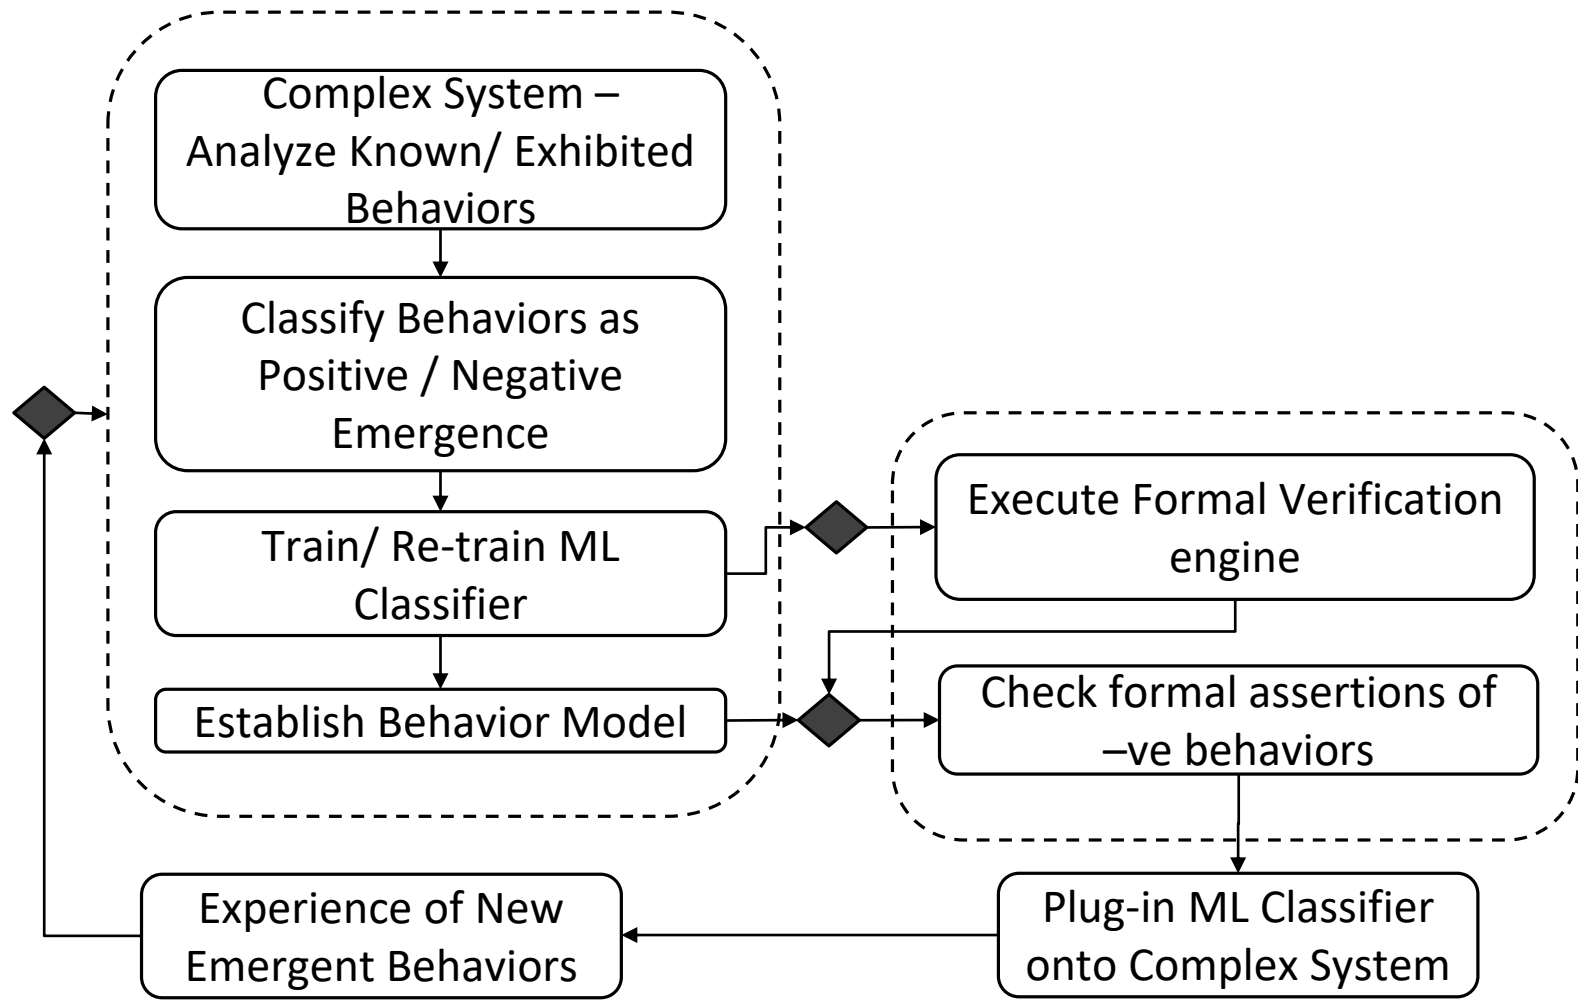 Complex System –
Analyze Known/ Exhibited
Behaviors
Classify Behaviors as
Positive / Negative
Emergence
Train/ Re-train ML
Classifier
Establish Behavior Model
Execute Formal Verification
engine
Check formal assertions of
–ve behaviors
Plug-in ML Classifier
onto Complex System
Experience of New
Emergent Behaviors